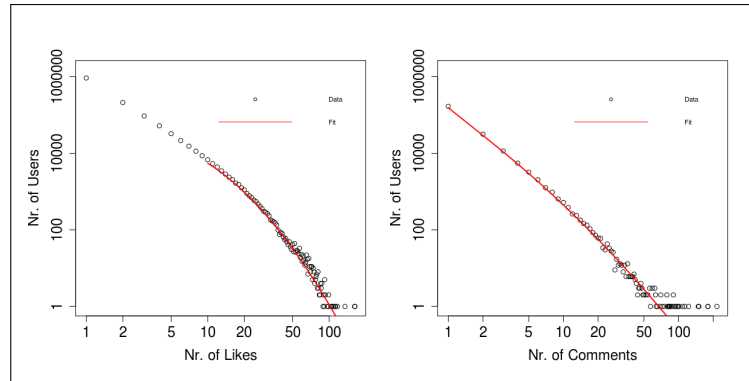 Nr. of Users
1000000
10000
100
1
Data
Fit
1 2 5 10 20 50 100
Nr. of Likes
Nr. of Users
1000000
10000
100
1
Data
Fit
1 2 5 10 20 50 100
Nr. of Comments